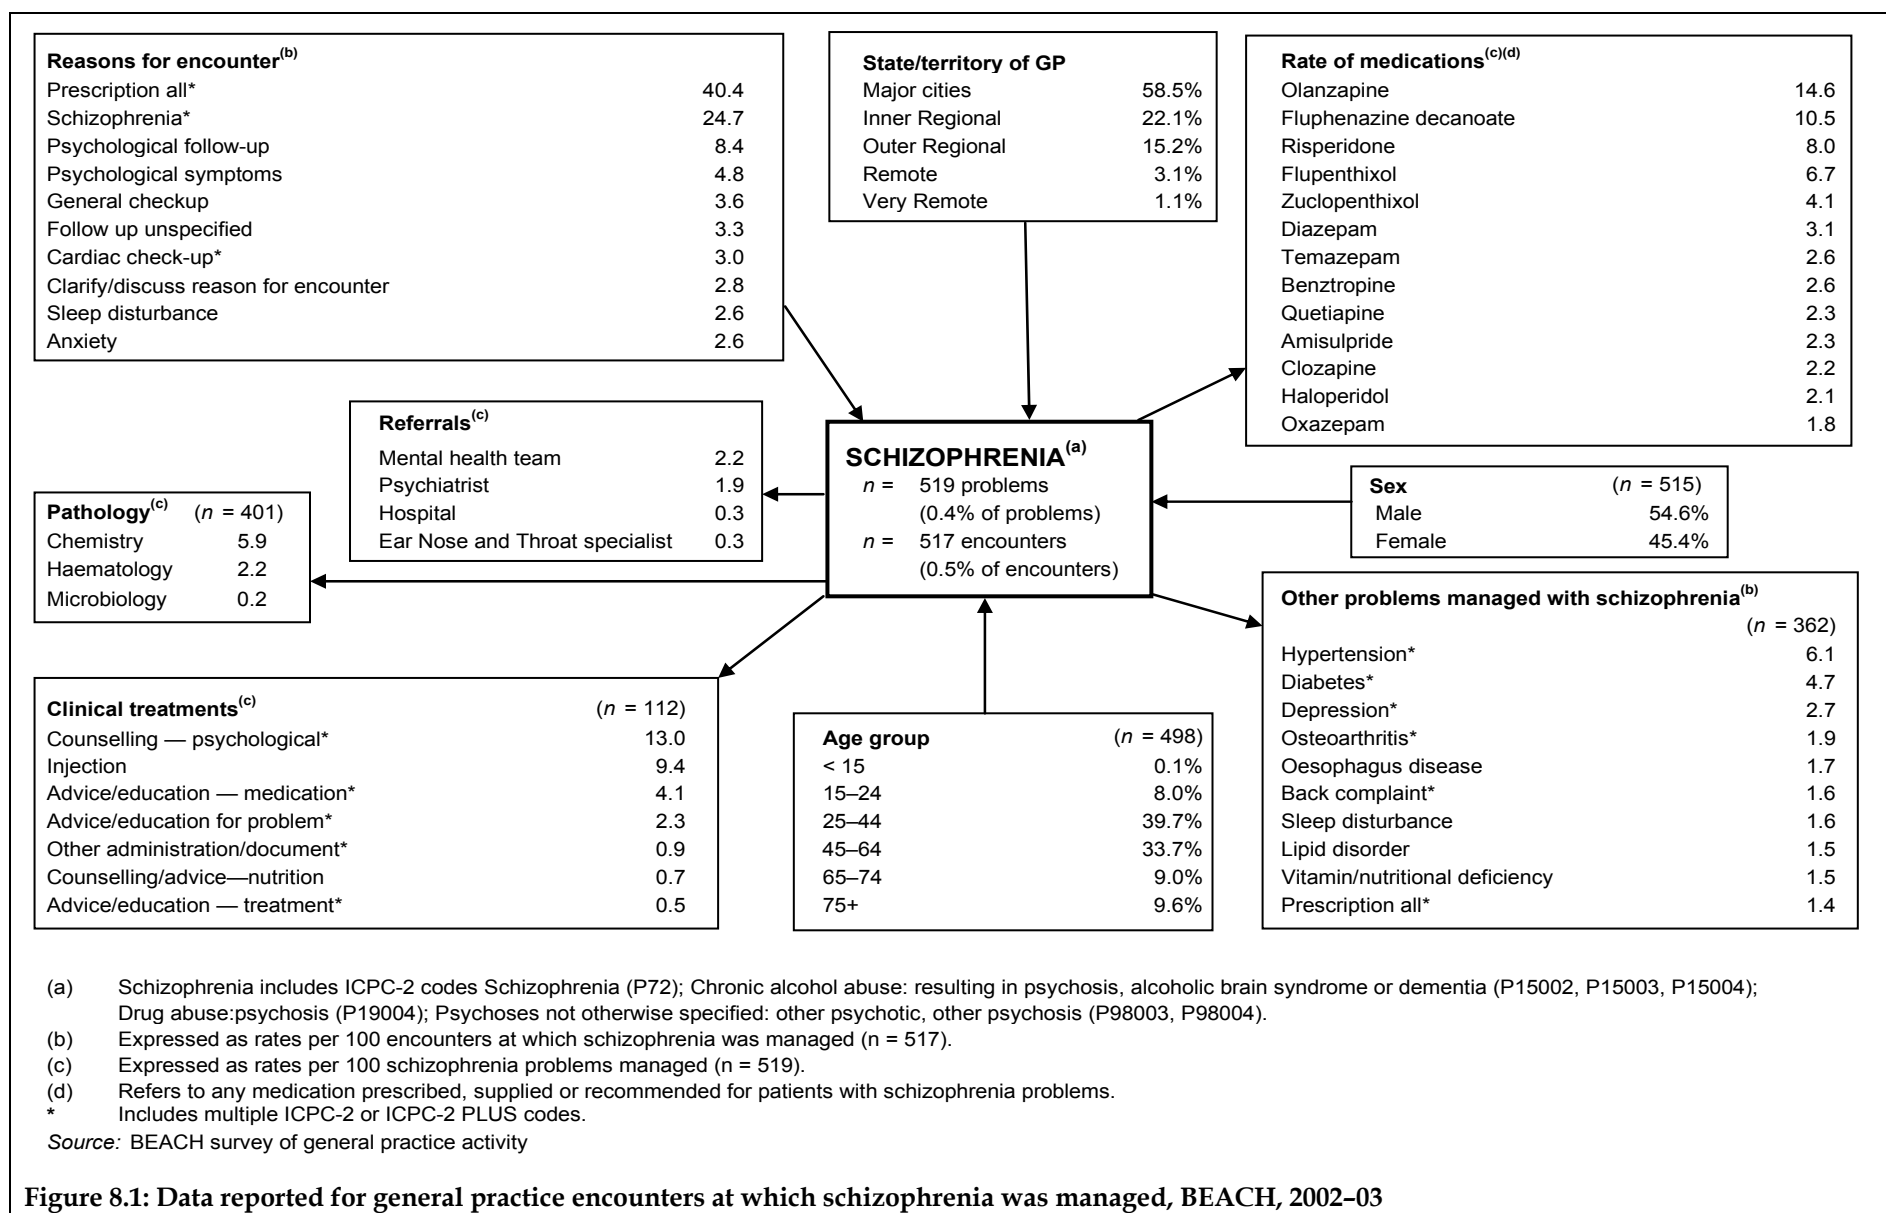 Reasons for encounter(b)
Prescription all* 40.4
Schizophrenia* 24.7
Psychological follow-up 8.4
Psychological symptoms 4.8
General checkup 3.6
Follow up unspecified 3.3
Cardiac check-up* 3.0
Clarify/discuss reason for encounter 2.8
Sleep disturbance 2.6
Anxiety 2.6
State/territory of GP
Major cities 58.5%
Inner Regional 22.1%
Outer Regional 15.2%
Remote 3.1%
Very Remote 1.1%
Rate of medications(c)(d)
Olanzapine 14.6
Fluphenazine decanoate 10.5
Risperidone 8.0
Flupenthixol 6.7
Zuclopenthixol 4.1
Diazepam 3.1
Temazepam 2.6
Benztropine 2.6
Quetiapine 2.3
Amisulpride 2.3
Clozapine 2.2
Haloperidol 2.1
Oxazepam 1.8
Referrals(c)
Mental health team 2.2
Psychiatrist 1.9
Hospital 0.3
Ear Nose and Throat specialist 0.3
SCHIZOPHRENIA(a)
n = 519 problems
(0.4% of problems)
n = 517 encounters
(0.5% of encounters)
Sex (n = 515)
Male 54.6%
Female 45.4%
Pathology(c) (n = 401)
Chemistry 5.9
Haematology 2.2
Microbiology 0.2
Other problems managed with schizophrenia(b)
(n = 362)
Hypertension* 6.1
Diabetes* 4.7
Depression* 2.7
Osteoarthritis* 1.9
Oesophagus disease 1.7
Back complaint* 1.6
Sleep disturbance 1.6
Lipid disorder 1.5
Vitamin/nutritional deficiency 1.5
Prescription all* 1.4
Clinical treatments(c) (n = 112)
Counselling — psychological* 13.0
Injection 9.4
Advice/education — medication* 4.1
Advice/education for problem* 2.3
Other administration/document* 0.9
Counselling/advice—nutrition 0.7
Advice/education — treatment* 0.5
Age group (n = 498)
< 15 0.1%
15–24 8.0%
25–44 39.7%
45–64 33.7%
65–74 9.0%
75+ 9.6%
(a) Schizophrenia includes ICPC-2 codes Schizophrenia (P72); Chronic alcohol abuse: resulting in psychosis, alcoholic brain syndrome or dementia (P15002, P15003, P15004);
Drug abuse:psychosis (P19004); Psychoses not otherwise specified: other psychotic, other psychosis (P98003, P98004).
(b) Expressed as rates per 100 encounters at which schizophrenia was managed (n = 517).
(c) Expressed as rates per 100 schizophrenia problems managed (n = 519).
(d) Refers to any medication prescribed, supplied or recommended for patients with schizophrenia problems.
* Includes multiple ICPC-2 or ICPC-2 PLUS codes.
Source: BEACH survey of general practice activity
Figure 8.1: Data reported for general practice encounters at which schizophrenia was managed, BEACH, 2002–03